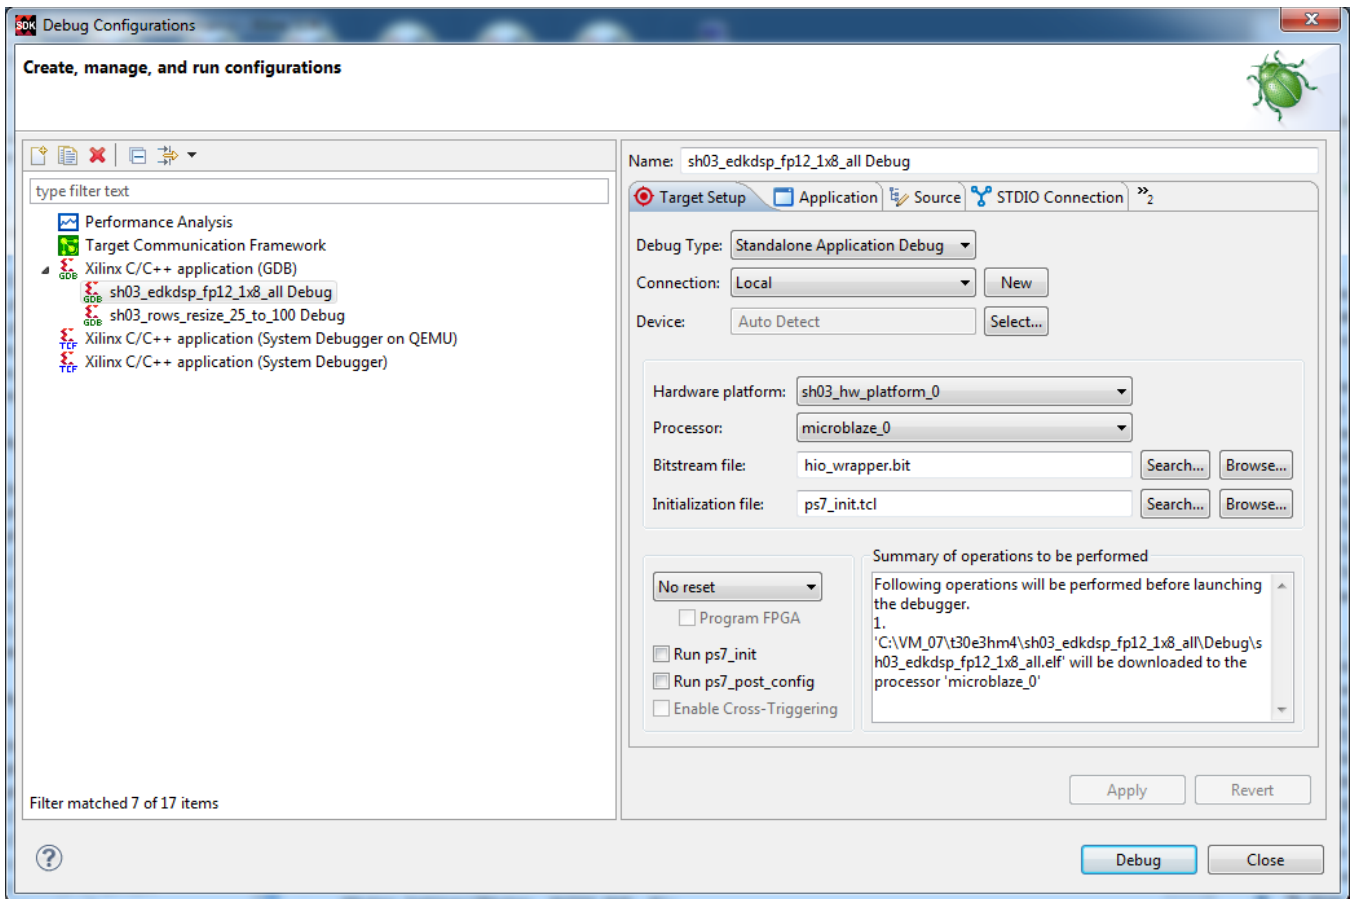 SDK Debug Configurations
Create, manage, and run configurations
type filter text
Performance Analysis
Target Communication Framework
GDB Xilinx C/C++ application (GDB)
GDB sh03_edkdsp_fp12_1x8_all Debug
GDB sh03_rows_resize_25_to_100 Debug
TCF Xilinx C/C++ application (System Debugger on QEMU)
TCF Xilinx C/C++ application (System Debugger)
Filter matched 7 of 17 items
Name: sh03_edkdsp_fp12_1x8_all Debug
Target Setup Application Source STDIO Connection »2
Debug Type: Standalone Application Debug
Connection: Local New
Device: Auto Detect Select...
Hardware platform: sh03_hw_platform_0
Processor: microblaze_0
Bitstream file: hio_wrapper.bit Search... Browse...
Initialization file: ps7_init.tcl Search... Browse...
No reset
Program FPGA
Run ps7_init
Run ps7_post_config
Enable Cross-Triggering
Summary of operations to be performed
Following operations will be performed before launching
the debugger.
1.
'C:\VM_07\t30e3hm4\sh03_edkdsp_fp12_1x8_all\Debug\s
h03_edkdsp_fp12_1x8_all.elf' will be downloaded to the
processor 'microblaze_0'
Apply Revert
? Debug Close